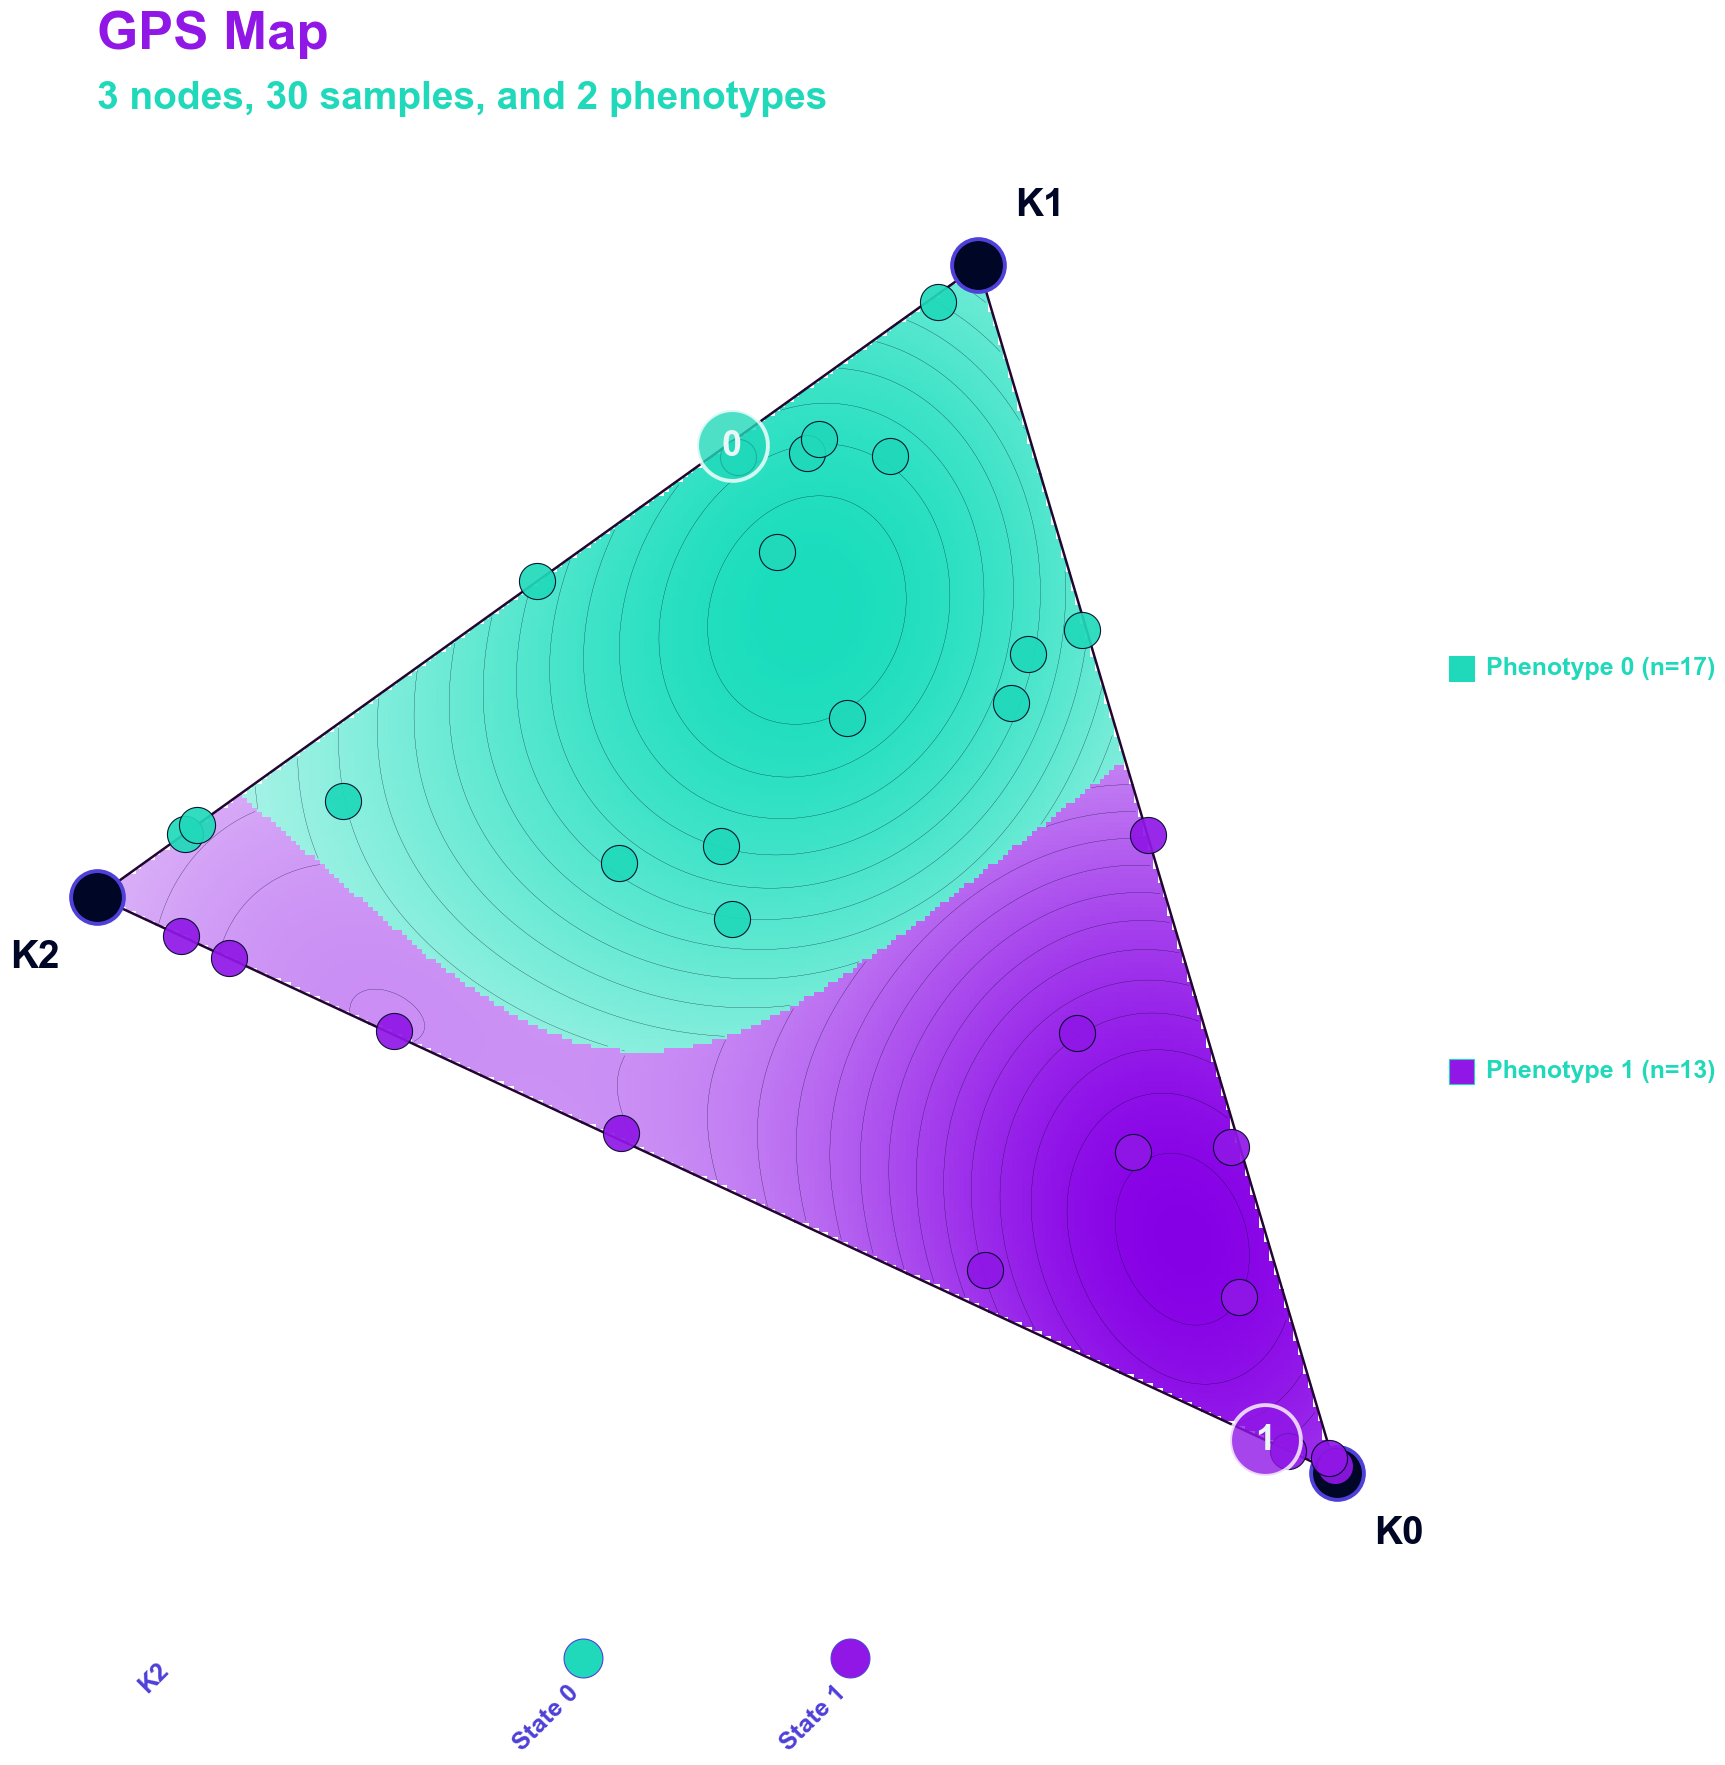 GPS Map
3 nodes, 30 samples, and 2 phenotypes
K1
0
Phenotype 0 (n=17)
K2
Phenotype 1 (n=13)
1
K0
K2
State 0
State 1